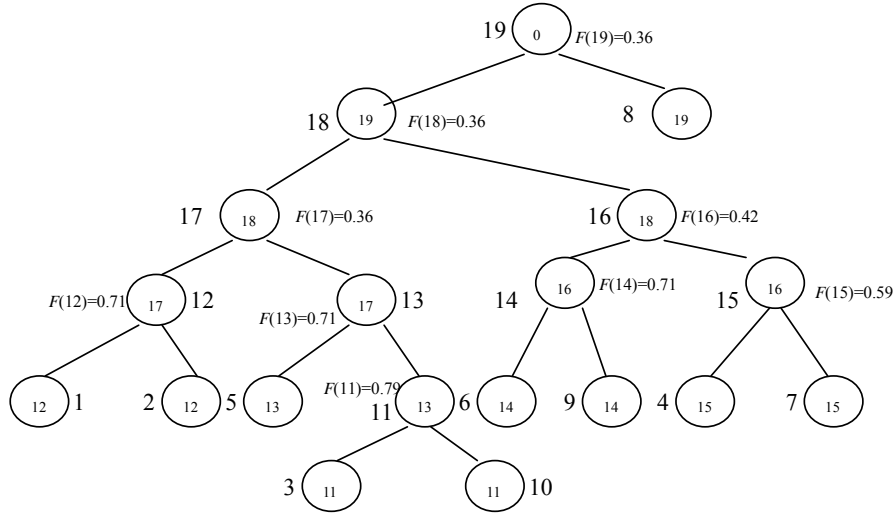 19 0 F(19)=0.36
18 19 F(18)=0.36 8 19
17 18 F(17)=0.36 16 18 F(16)=0.42
F(12)=0.71 17 12 F(13)=0.71 17 13 14 16 F(14)=0.71 15 16 F(15)=0.59
12 1 2 12 5 13 F(11)=0.79 11 13 6 14 9 14 4 15 7 15
3 11 11 10